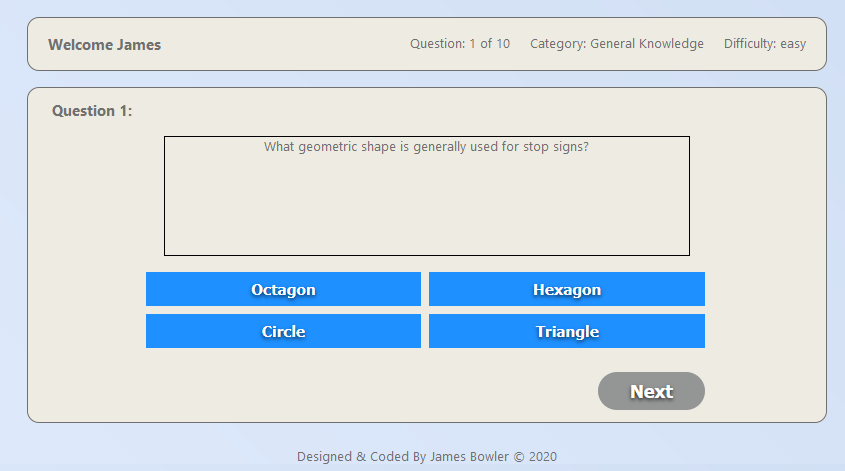 Welcome James
Question: 1 of 10 Category: General Knowledge Difficulty: easy
Question 1:
What geometric shape is generally used for stop signs?
Octagon Hexagon
Circle Triangle
Next
Designed & Coded By James Bowler © 2020